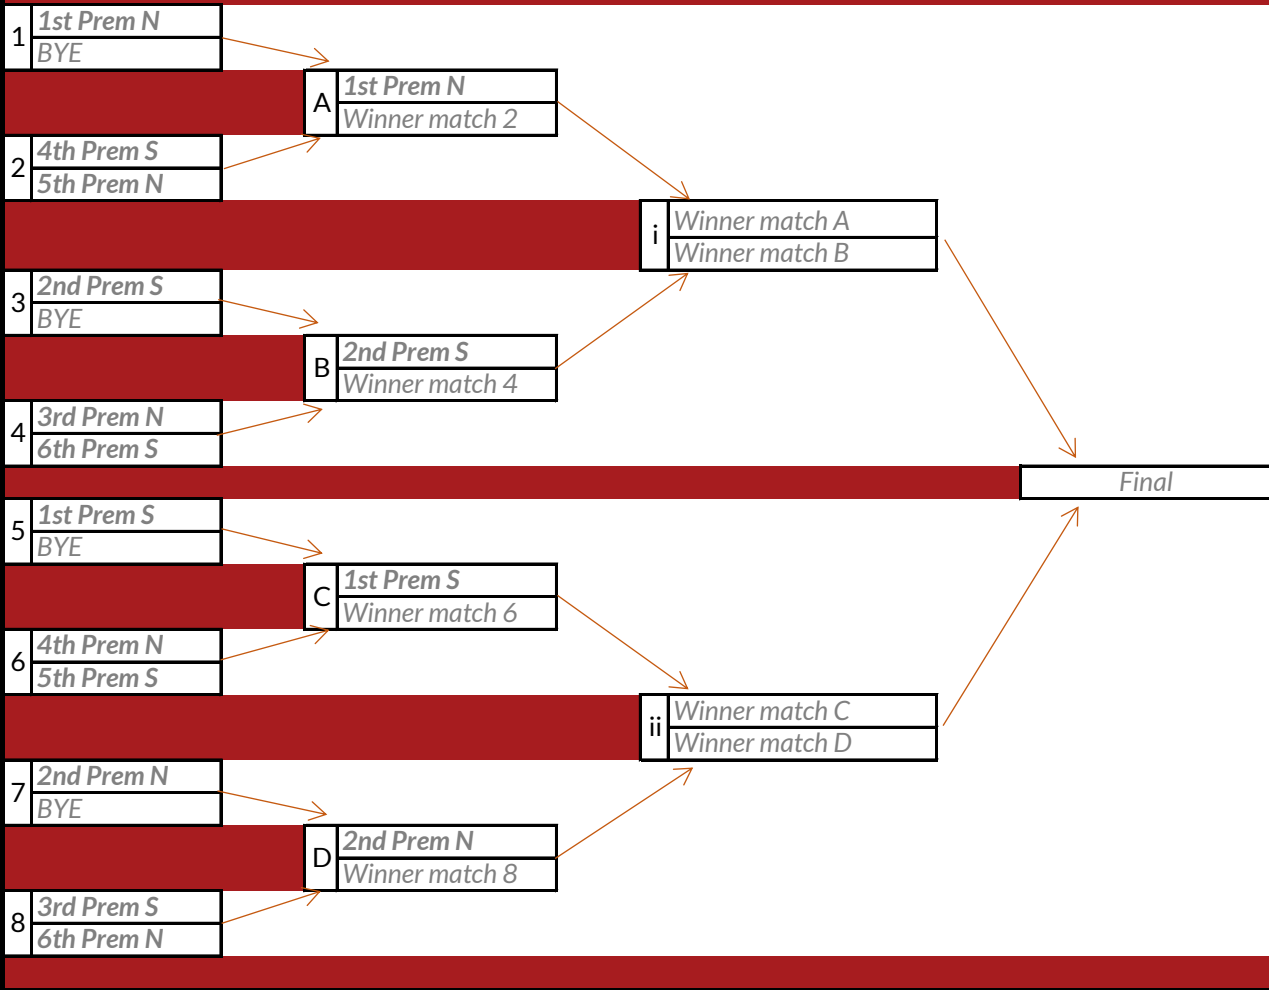 1
1st Prem N
BYE
A
1st Prem N
Winner match 2
2
4th Prem S
5th Prem N
i
Winner match A
Winner match B
3
2nd Prem S
BYE
B
2nd Prem S
Winner match 4
4
3rd Prem N
6th Prem S
Final
5
1st Prem S
BYE
C
1st Prem S
Winner match 6
6
4th Prem N
5th Prem S
ii
Winner match C
Winner match D
7
2nd Prem N
BYE
D
2nd Prem N
Winner match 8
8
3rd Prem S
6th Prem N